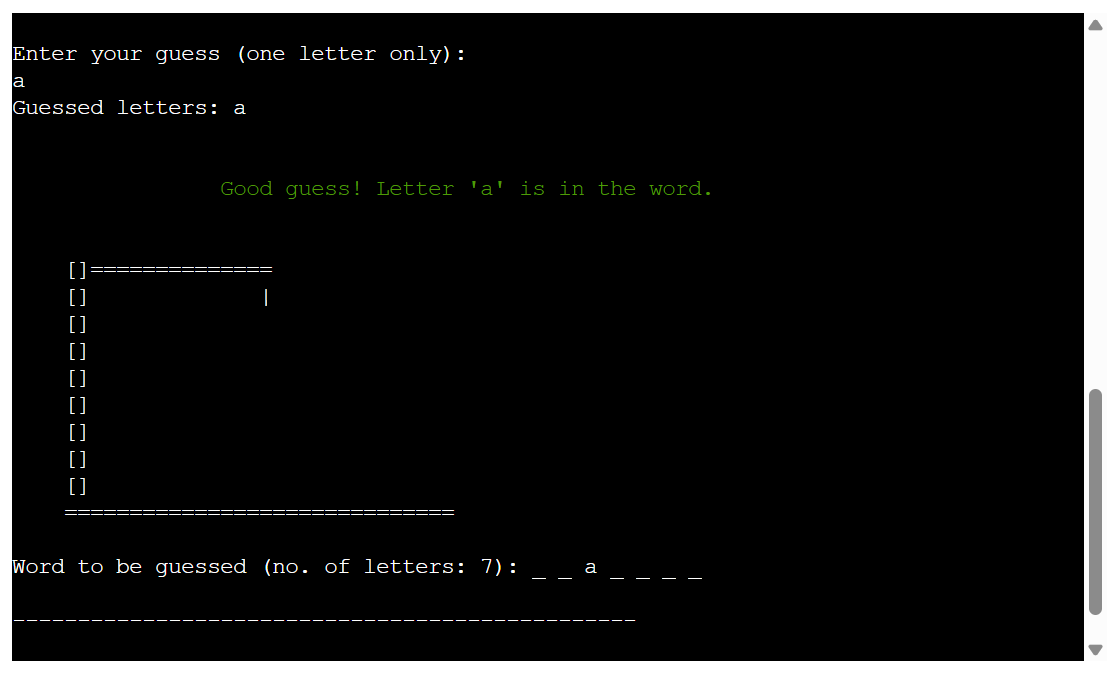 Enter your guess (one letter only):
a
Guessed letters: a
Good guess! Letter 'a' is in the word.
[]==============
[]             |
[]
[]
[]
[]
[]
[]
[]
==============================
Word to be guessed (no. of letters: 7): _ _ a _ _ _ _
------------------------------------------------